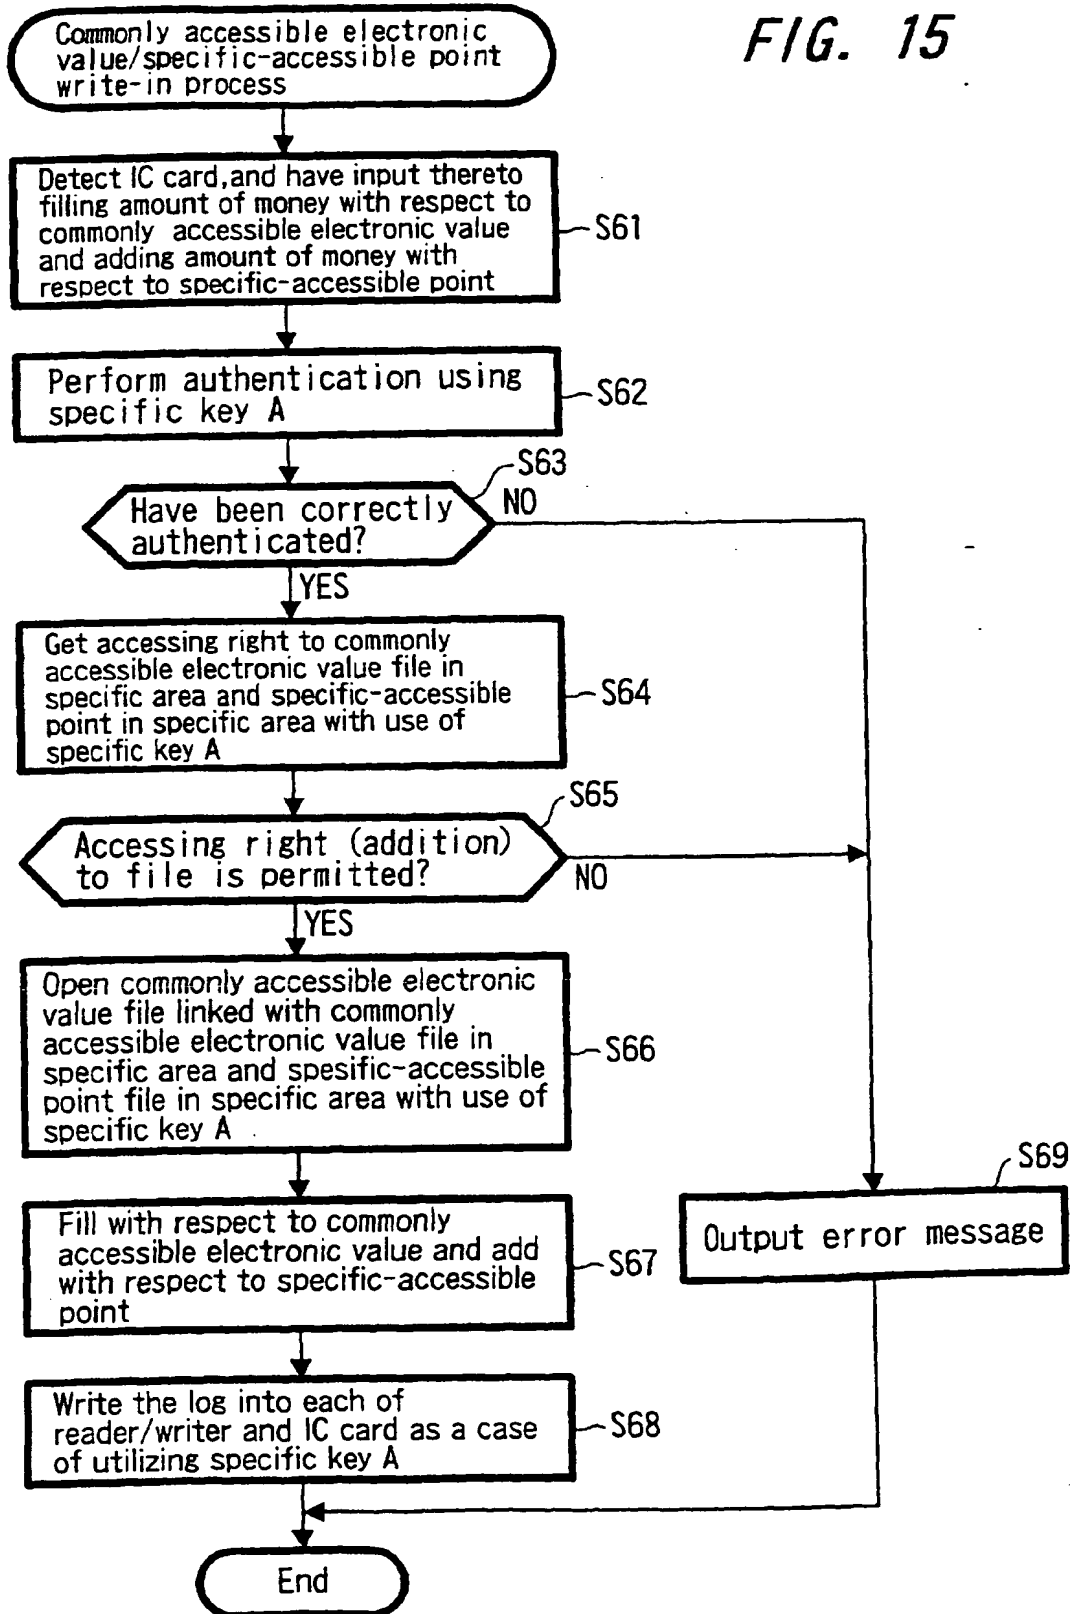 FIG. 15
Commonly accessible electronic
value/specific-accessible point
write-in process
Detect IC card, and have input thereto
filling amount of money with respect to
commonly accessible electronic value
and adding amount of money with
respect to specific-accessible point
S61
Perform authentication using
specific key A
S62
S63
Have been correctly
authenticated?
NO
YES
Get accessing right to commonly
accessible electronic value file in
specific area and specific-accessible
point in specific area with use of
specific key A
S64
S65
Accessing right (addition)
to file is permitted?
NO
YES
Open commonly accessible electronic
value file linked with commonly
accessible electronic value file in
specific area and spesific-accessible
point file in specific area with use of
specific key A
S66
Fill with respect to commonly
accessible electronic value and add
with respect to specific-accessible
point
S67
S69
Output error message
Write the log into each of
reader/writer and IC card as a case
of utilizing specific key A
S68
End